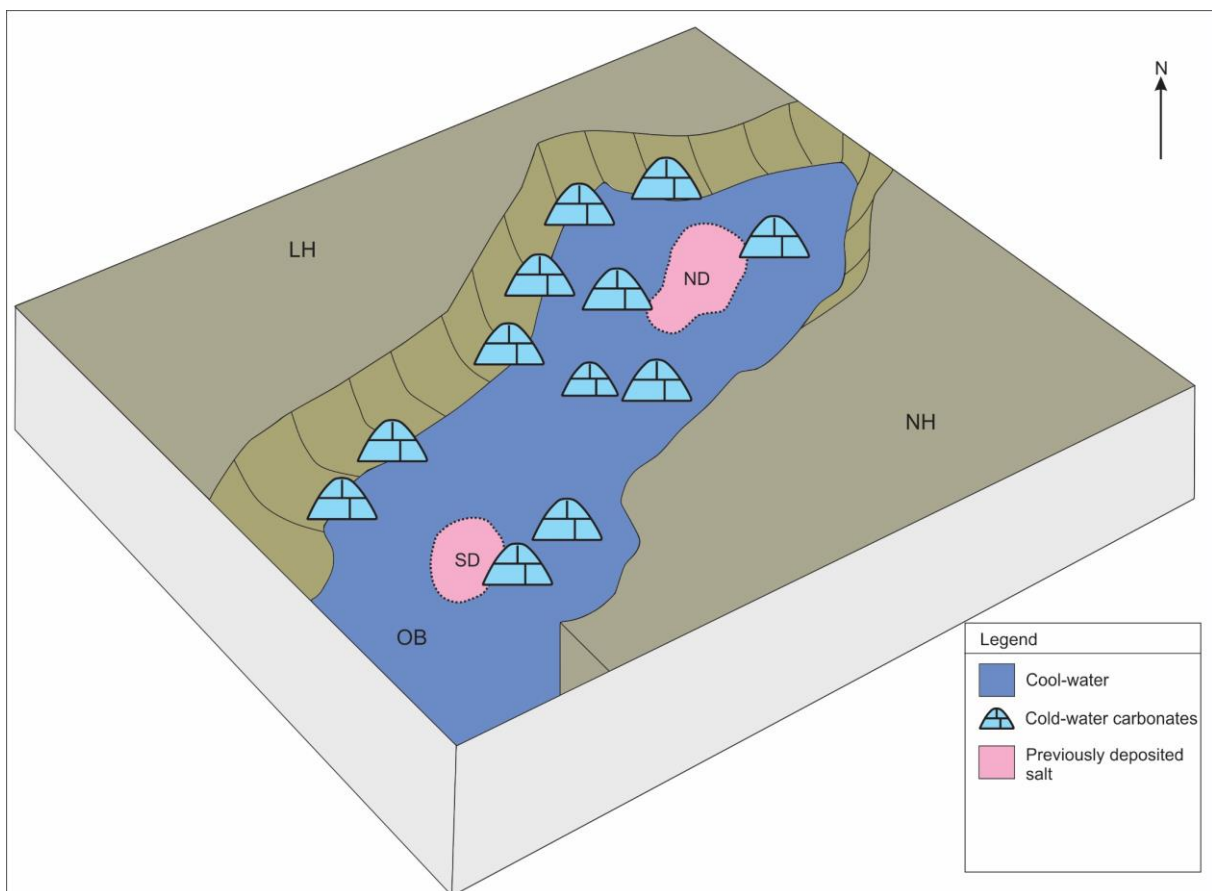 N
LH
ND
NH
SD
OB
Legend
Cool-water
Cold-water carbonates
Previously deposited
salt